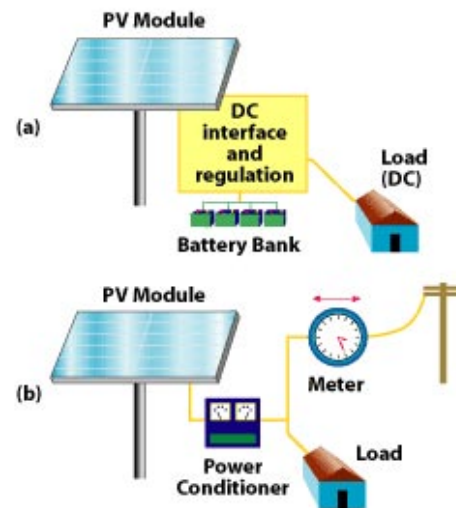 PV Module
(a)
DC
interface
and
regulation
Load
(DC)
Battery Bank
PV Module
(b)
Meter
Power
Conditioner
Load